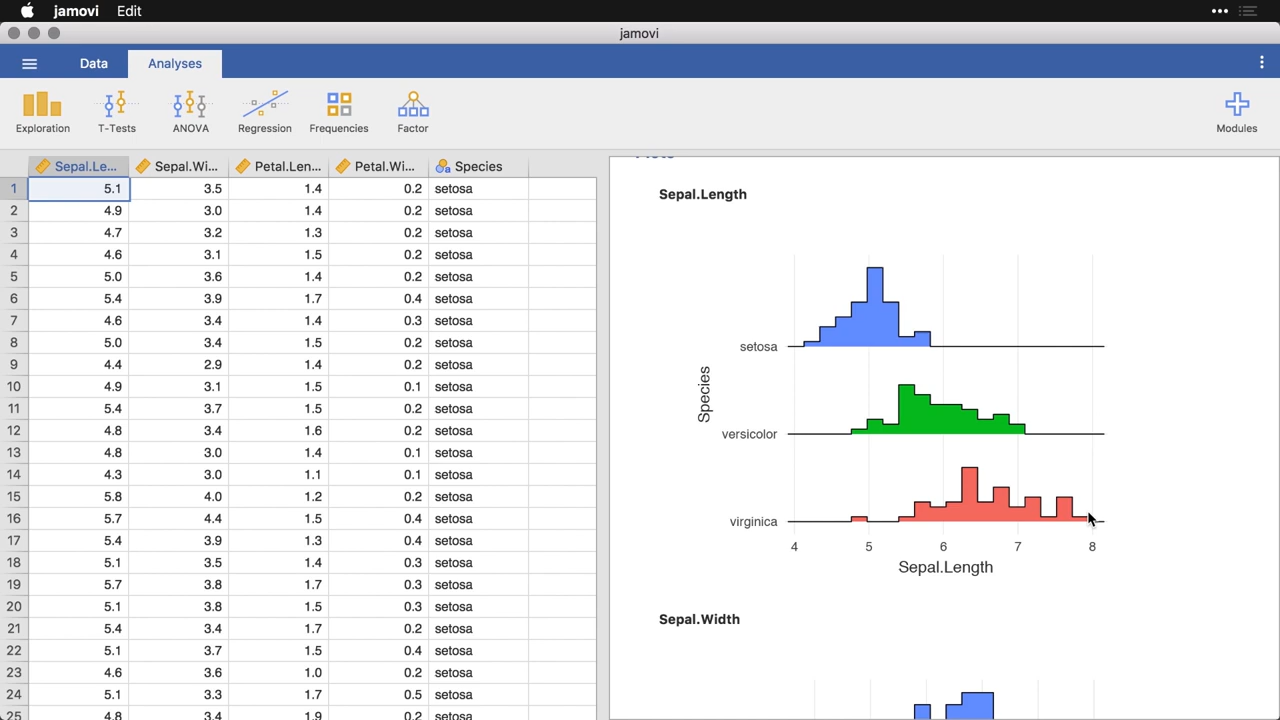 jamovi Edit
jamovi
Data Analyses
Exploration T-Tests ANOVA Regression Frequencies Factor Modules
Sepal.Le... Sepal.Wi... Petal.Len... Petal.Wi... Species
1 5.1 3.5 1.4 0.2 setosa
2 4.9 3.0 1.4 0.2 setosa
3 4.7 3.2 1.3 0.2 setosa
4 4.6 3.1 1.5 0.2 setosa
5 5.0 3.6 1.4 0.2 setosa
6 5.4 3.9 1.7 0.4 setosa
7 4.6 3.4 1.4 0.3 setosa
8 5.0 3.4 1.5 0.2 setosa
9 4.4 2.9 1.4 0.2 setosa
10 4.9 3.1 1.5 0.1 setosa
11 5.4 3.7 1.5 0.2 setosa
12 4.8 3.4 1.6 0.2 setosa
13 4.8 3.0 1.4 0.1 setosa
14 4.3 3.0 1.1 0.1 setosa
15 5.8 4.0 1.2 0.2 setosa
16 5.7 4.4 1.5 0.4 setosa
17 5.4 3.9 1.3 0.4 setosa
18 5.1 3.5 1.4 0.3 setosa
19 5.7 3.8 1.7 0.3 setosa
20 5.1 3.8 1.5 0.3 setosa
21 5.4 3.4 1.7 0.2 setosa
22 5.1 3.7 1.5 0.4 setosa
23 4.6 3.6 1.0 0.2 setosa
24 5.1 3.3 1.7 0.5 setosa
25 4.8 3.4 1.9 0.2 setosa
Sepal.Length
setosa
Species
versicolor
virginica
4 5 6 7 8
Sepal.Length
Sepal.Width